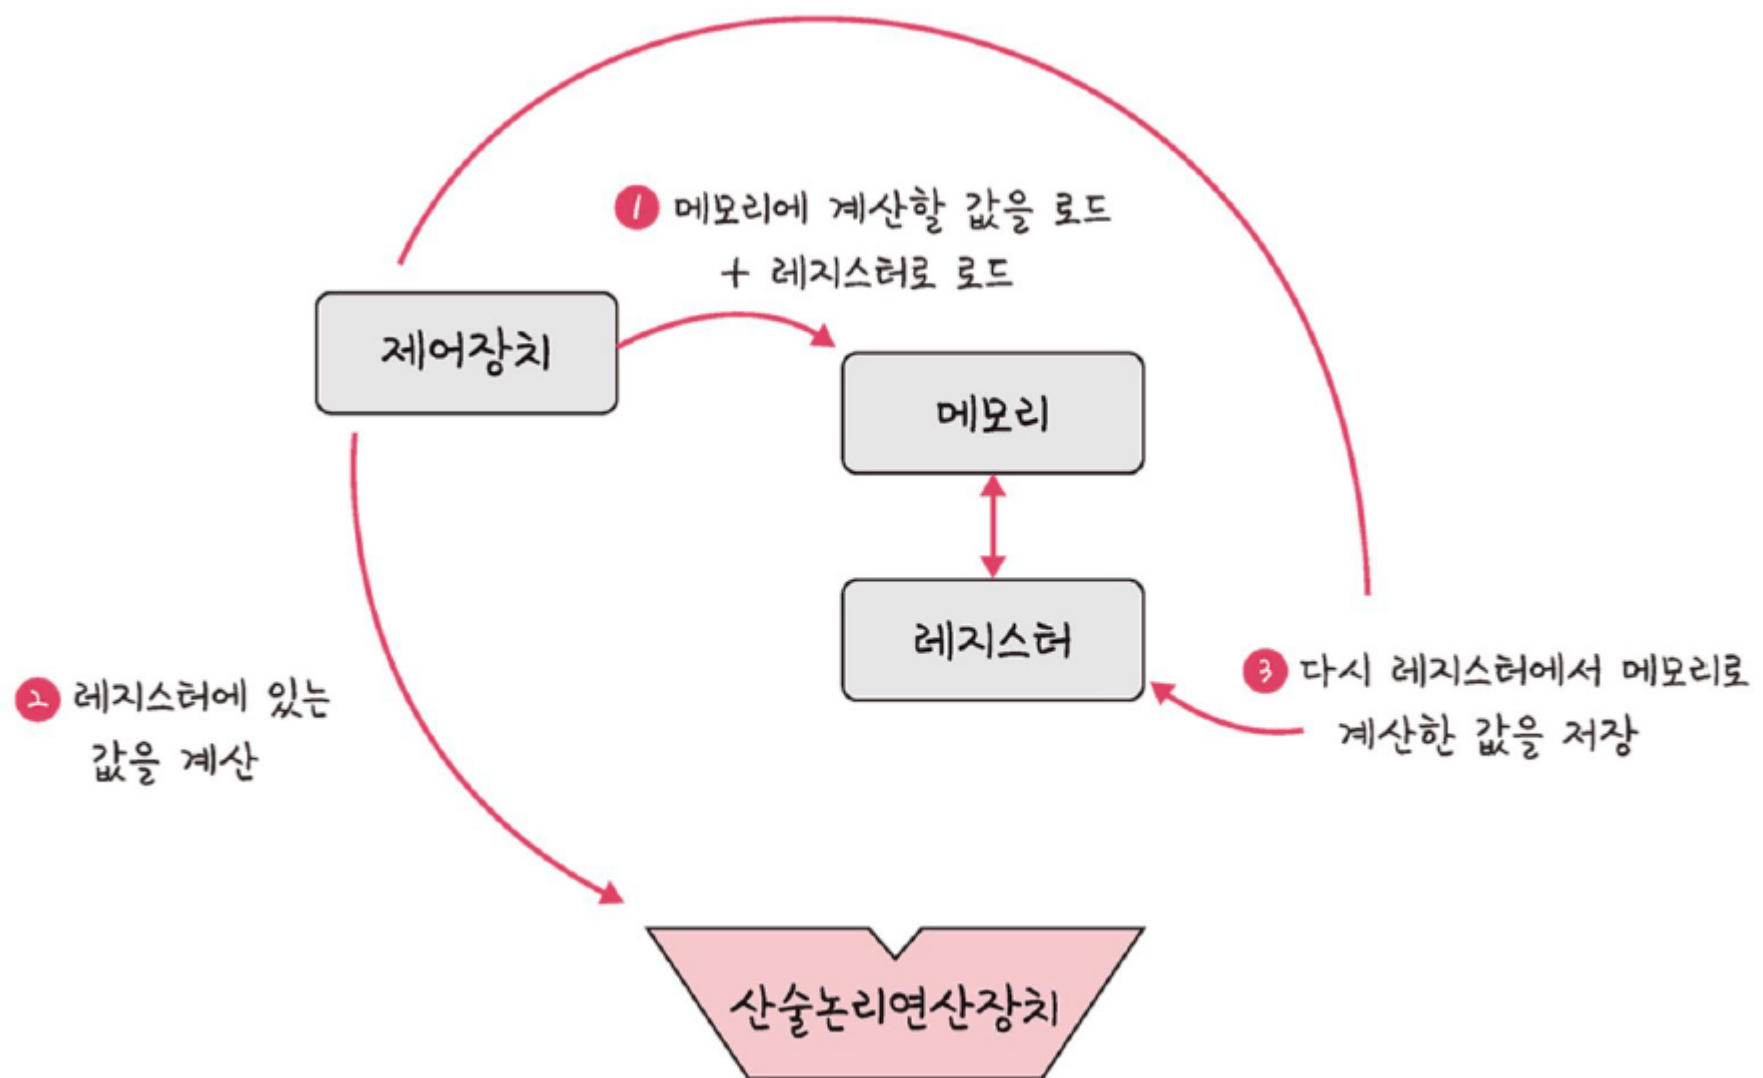 1 메모리에 계산할 값을 로드
+ 레지스터로 로드
제어장치
메모리
레지스터
2 레지스터에 있는
값을 계산
3 다시 레지스터에서 메모리로
계산한 값을 저장
산술논리연산장치